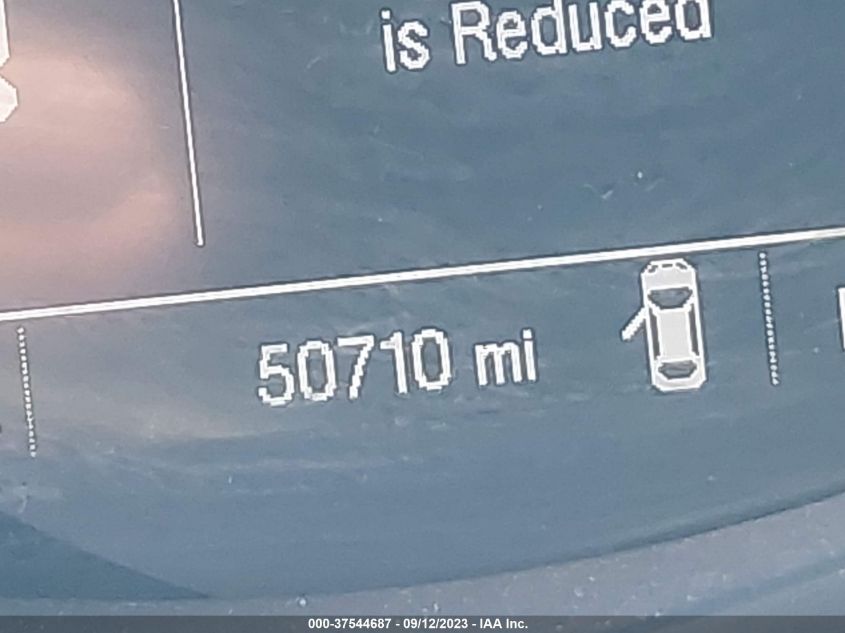 is Reduced
50710 mi
000-37544687 - 09/12/2023 - IAA Inc.